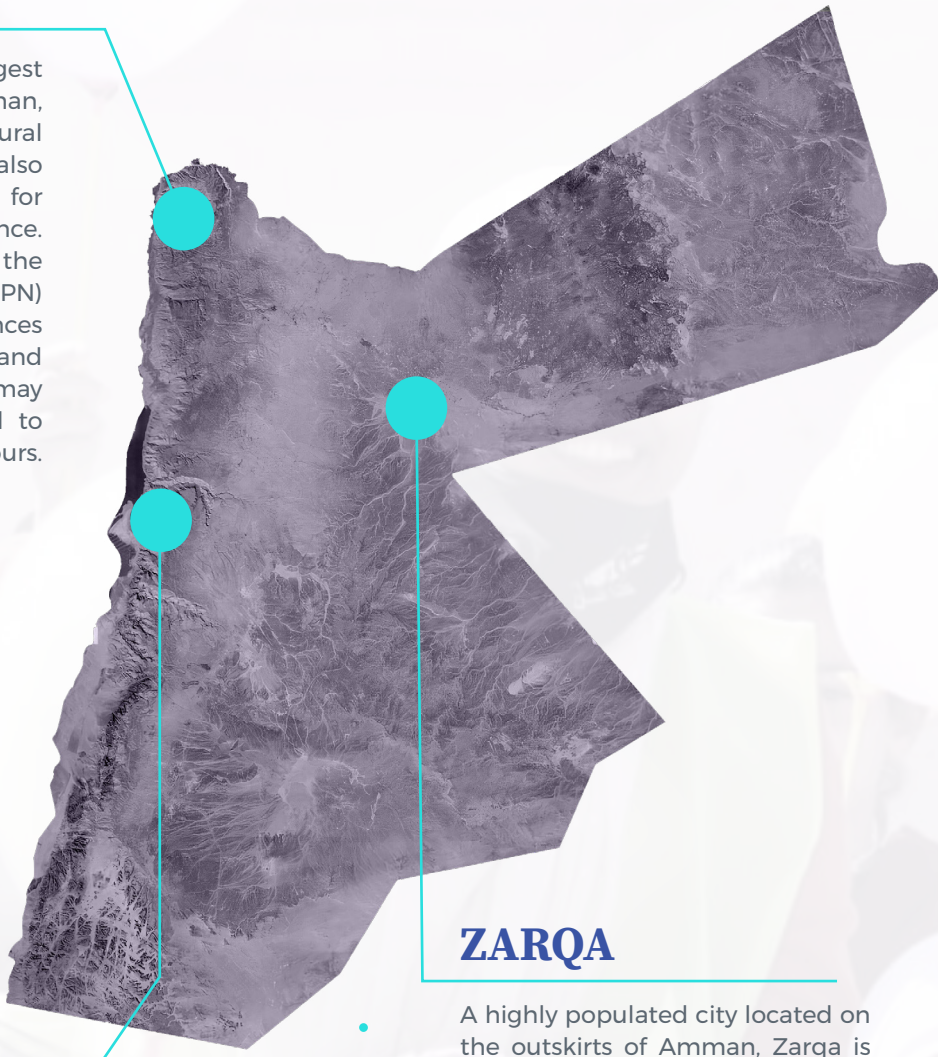 gest
nan,
ural
also
for
nce.
the
PN)
nces
and
may
l to
ours.
ZARQA
A highly populated city located on
the outskirts of Amman, Zarqa is